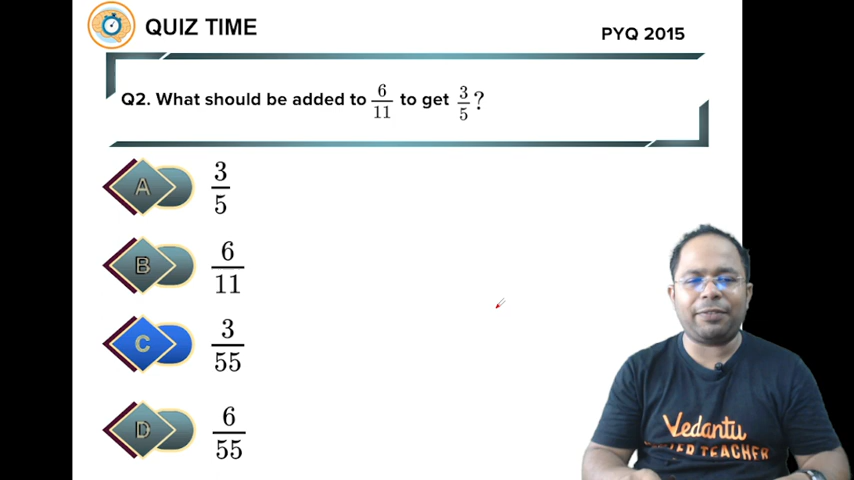 QUIZ TIME
PYQ 2015
Q2. What should be added to 6/11 to get 3/5?
A 3/5
B 6/11
C 3/55
D 6/55
Vedantu
TEACHER